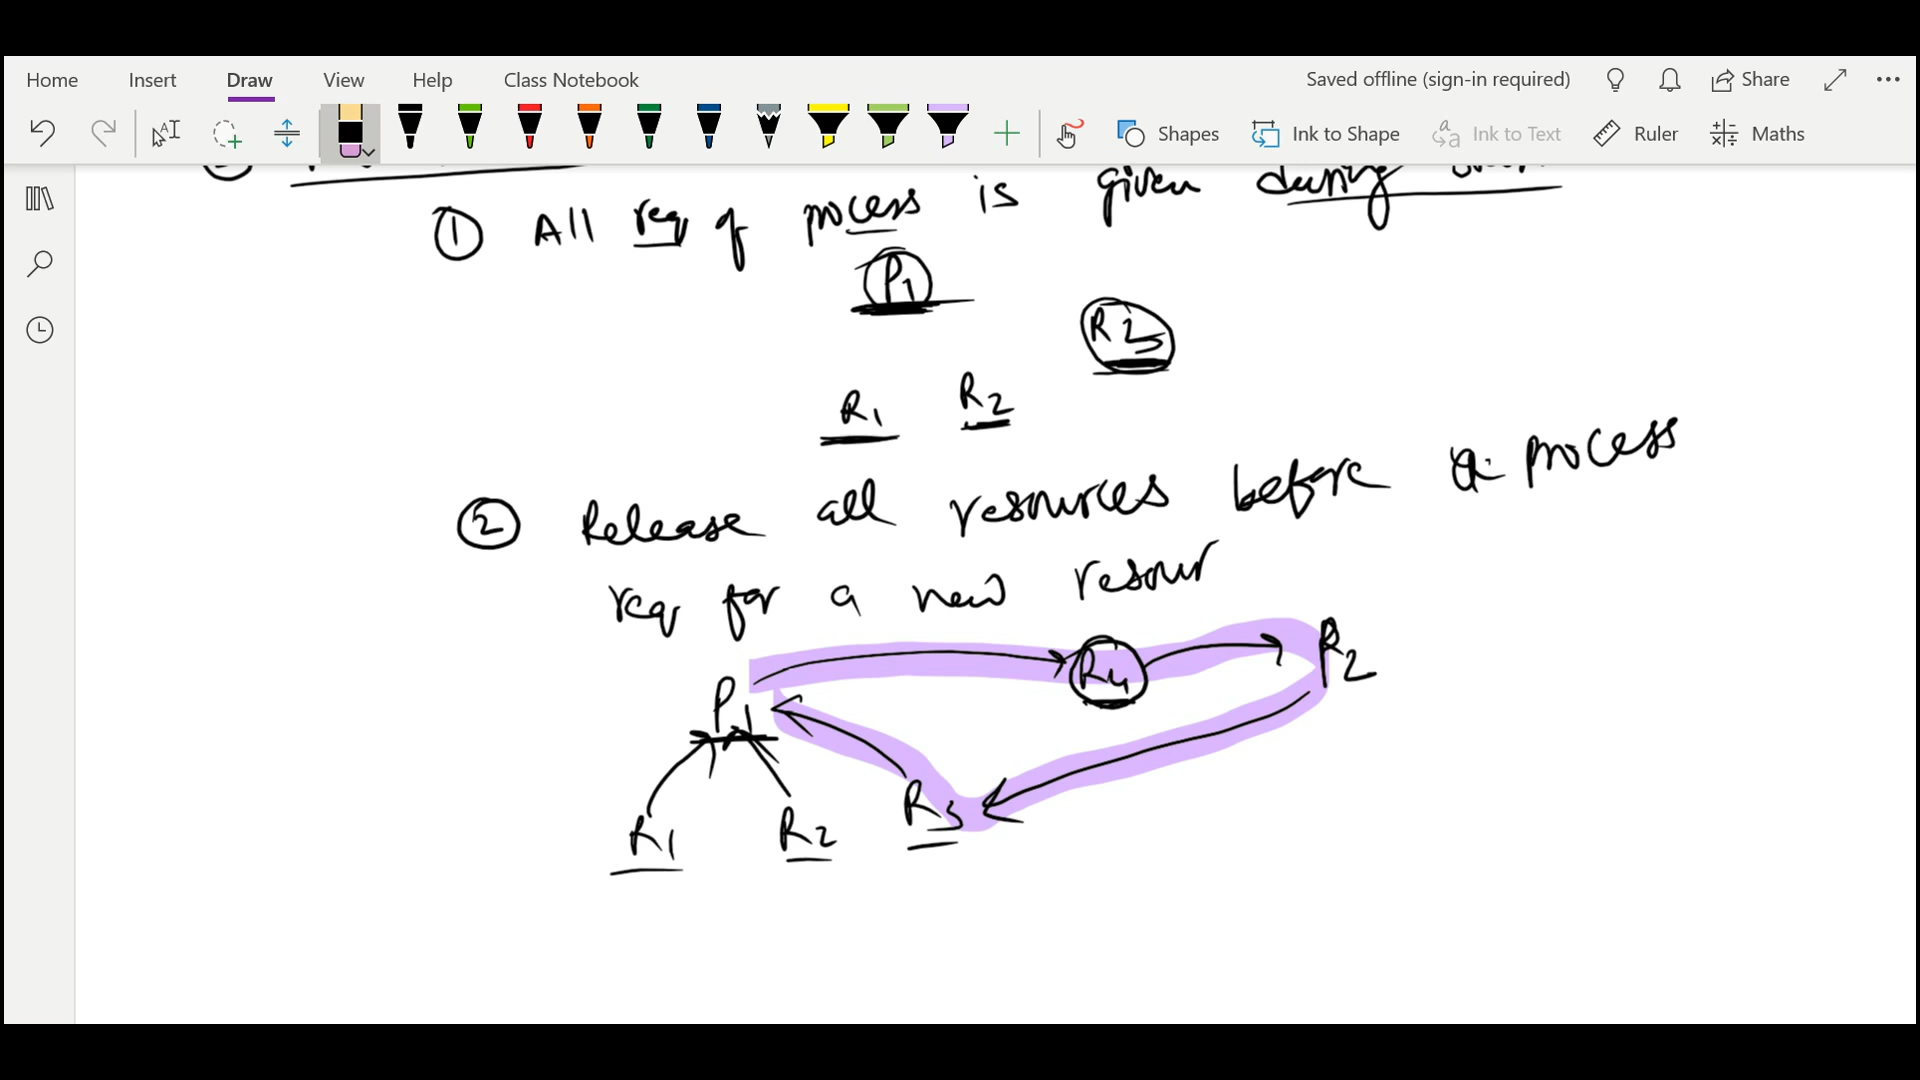 Home Insert Draw View Help Class Notebook Saved offline (sign-in required) Share
Shapes Ink to Shape Ink to Text Ruler Maths
① All req of process is given during
P1
R3
R1 R2
② Release all resources before a process
req for a new resour
R4 P2
P1
R1 R2 R3